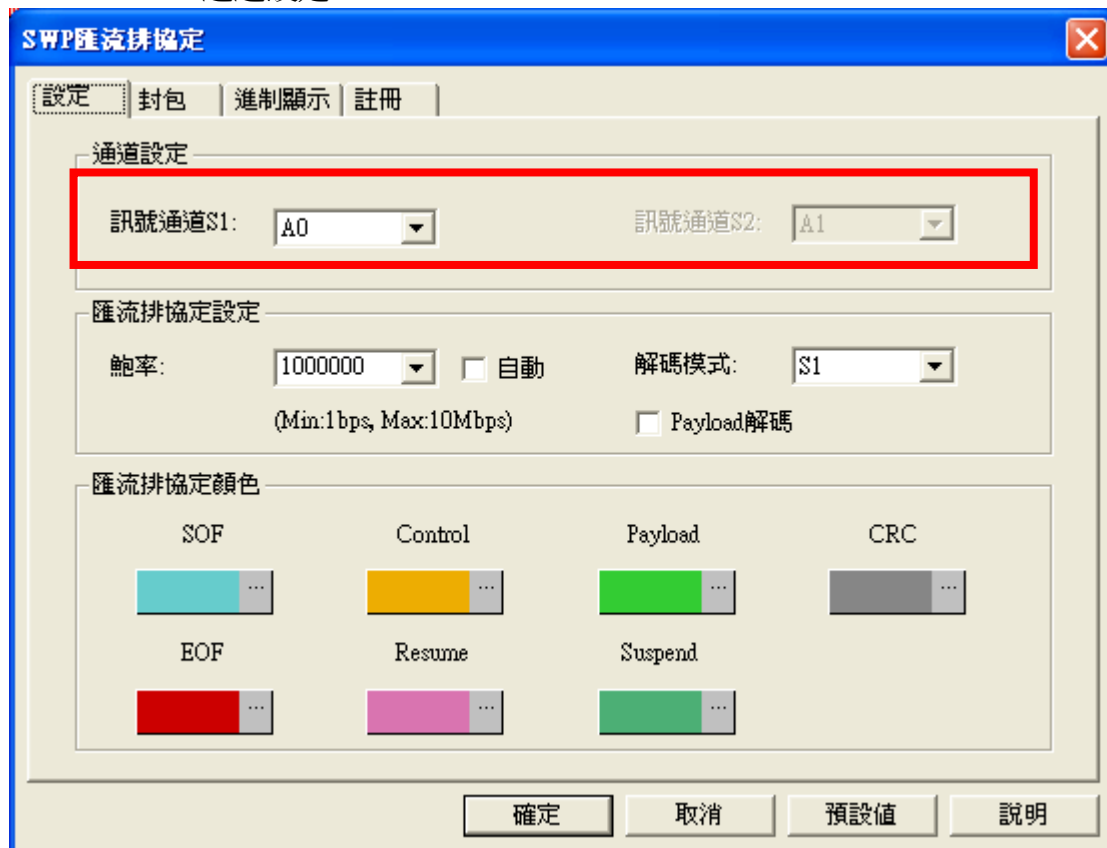 SWP匯流排協定
設定 封包 進制顯示 註冊
通道設定
訊號通道S1: A0 訊號通道S2: A1
匯流排協定設定
鮑率: 1000000 自動 解碼模式: S1
(Min:1bps, Max:10Mbps) Payload解碼
匯流排協定顏色
SOF Control Payload CRC
... ... ... ...
EOF Resume Suspend
... ... ...
確定 取消 預設值 說明